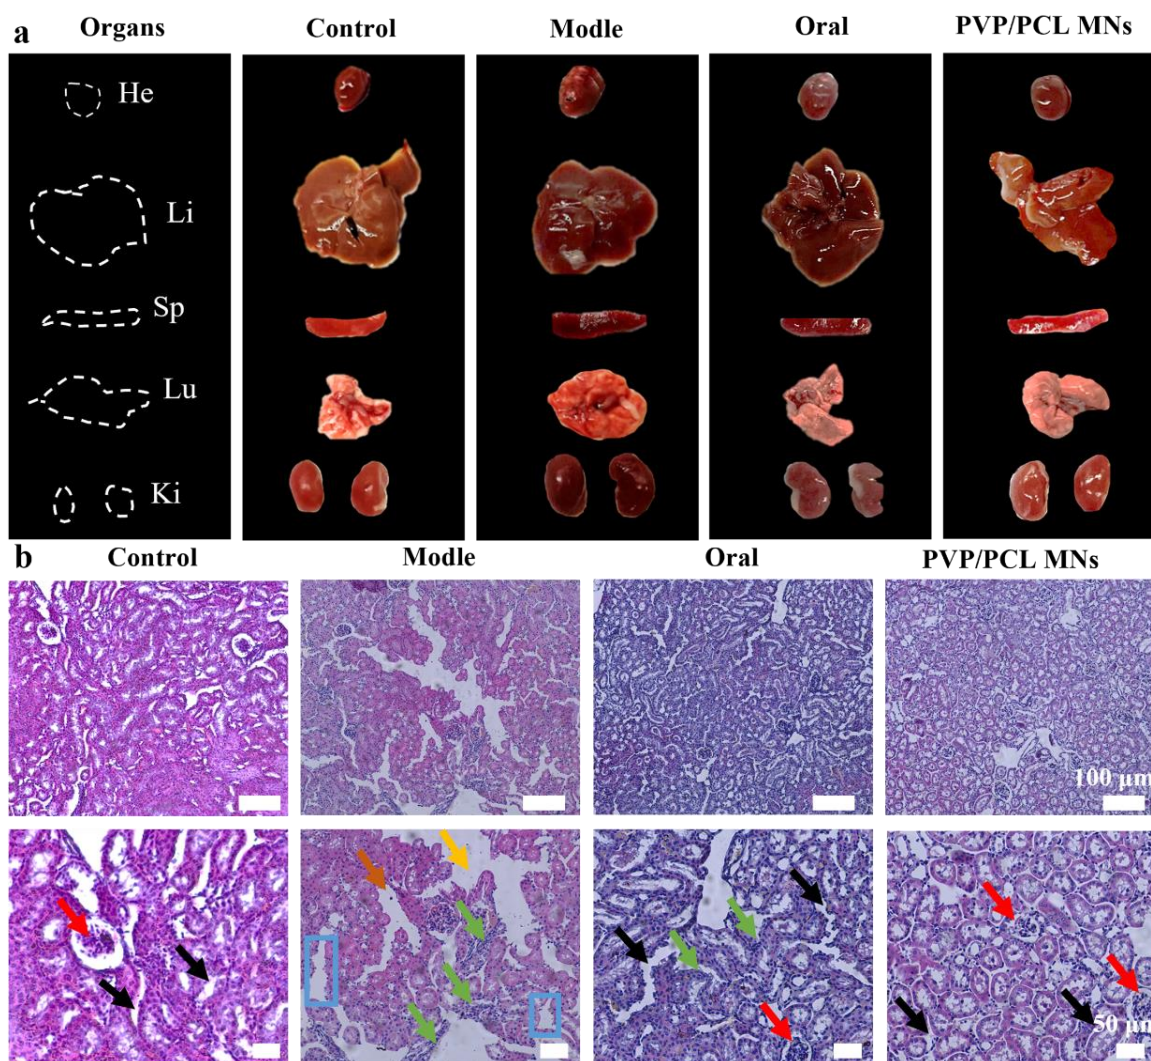 a
Organs Control Modle Oral PVP/PCL MNs
He
Li
Sp
Lu
Ki
b
Control Modle Oral PVP/PCL MNs
100 μm
50 μm